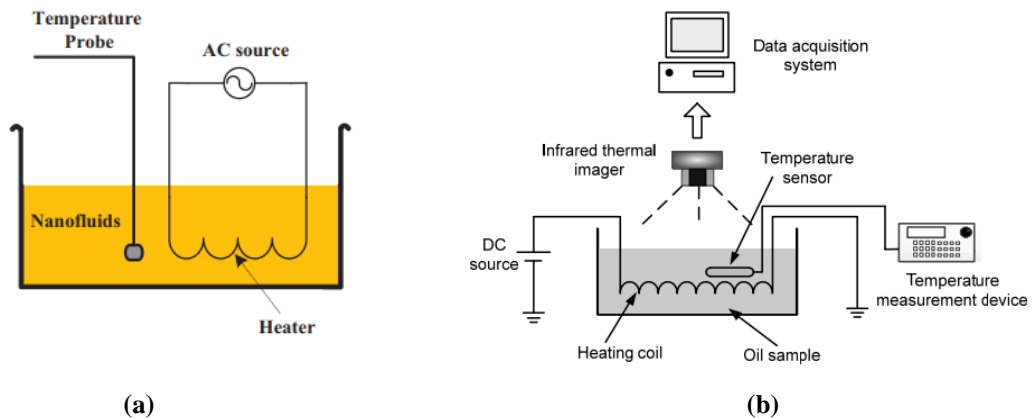 Temperature
Probe
AC source
Nanofluids
Heater
(a)
Data acquisition
system
Infrared thermal
imager
Temperature
sensor
DC
source
Temperature
measurement device
Heating coil
Oil sample
(b)